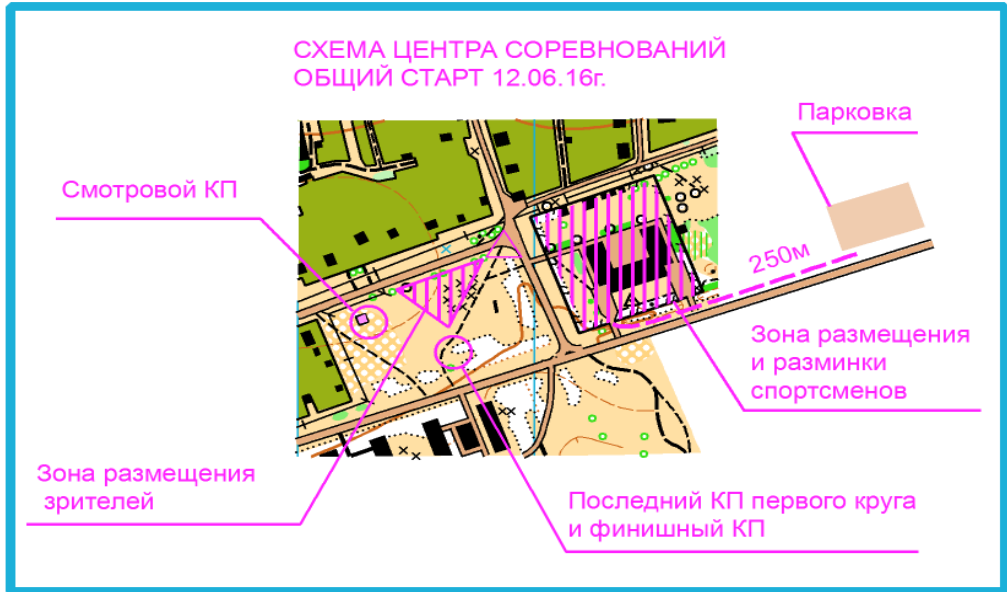 СХЕМА ЦЕНТРА СОРЕВНОВАНИЙ
ОБЩИЙ СТАРТ 12.06.16г.
Парковка
Смотровой КП
250м
Зона размещения
и разминки
спортсменов
Зона размещения
зрителей
Последний КП первого круга
и финишный КП